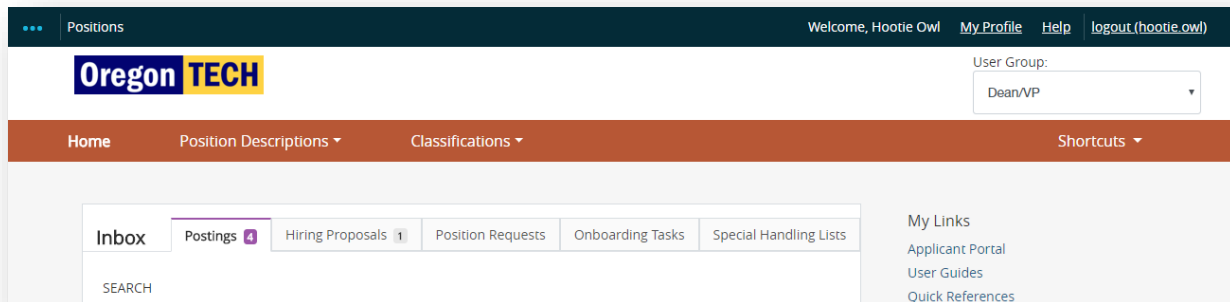 ••• Positions Welcome, Hootie Owl My Profile Help logout (hootie.owl)
Oregon TECH
User Group:
Dean/VP
Home Position Descriptions Classifications Shortcuts
Inbox Postings 4 Hiring Proposals 1 Position Requests Onboarding Tasks Special Handling Lists
SEARCH
My Links
Applicant Portal
User Guides
Quick References